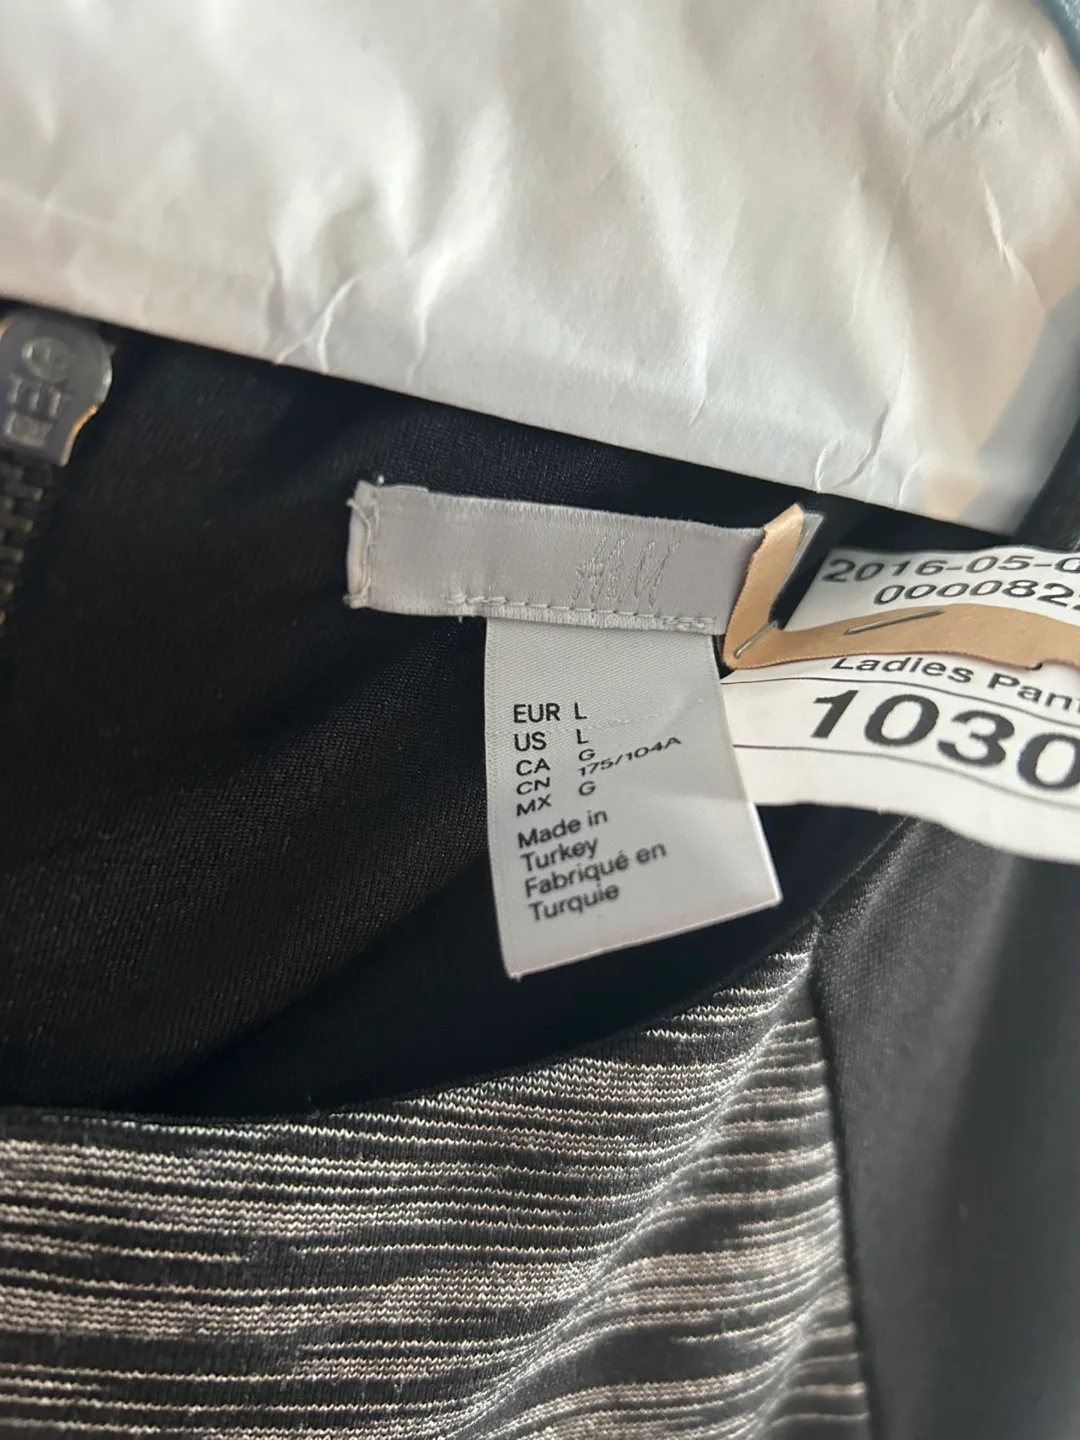 H&M
EUR L
US L
CA G
CN 175/104A
MX G
Made in
Turkey
Fabriqué en
Turquie
2016-05-0
000082
Ladies Pant
1030